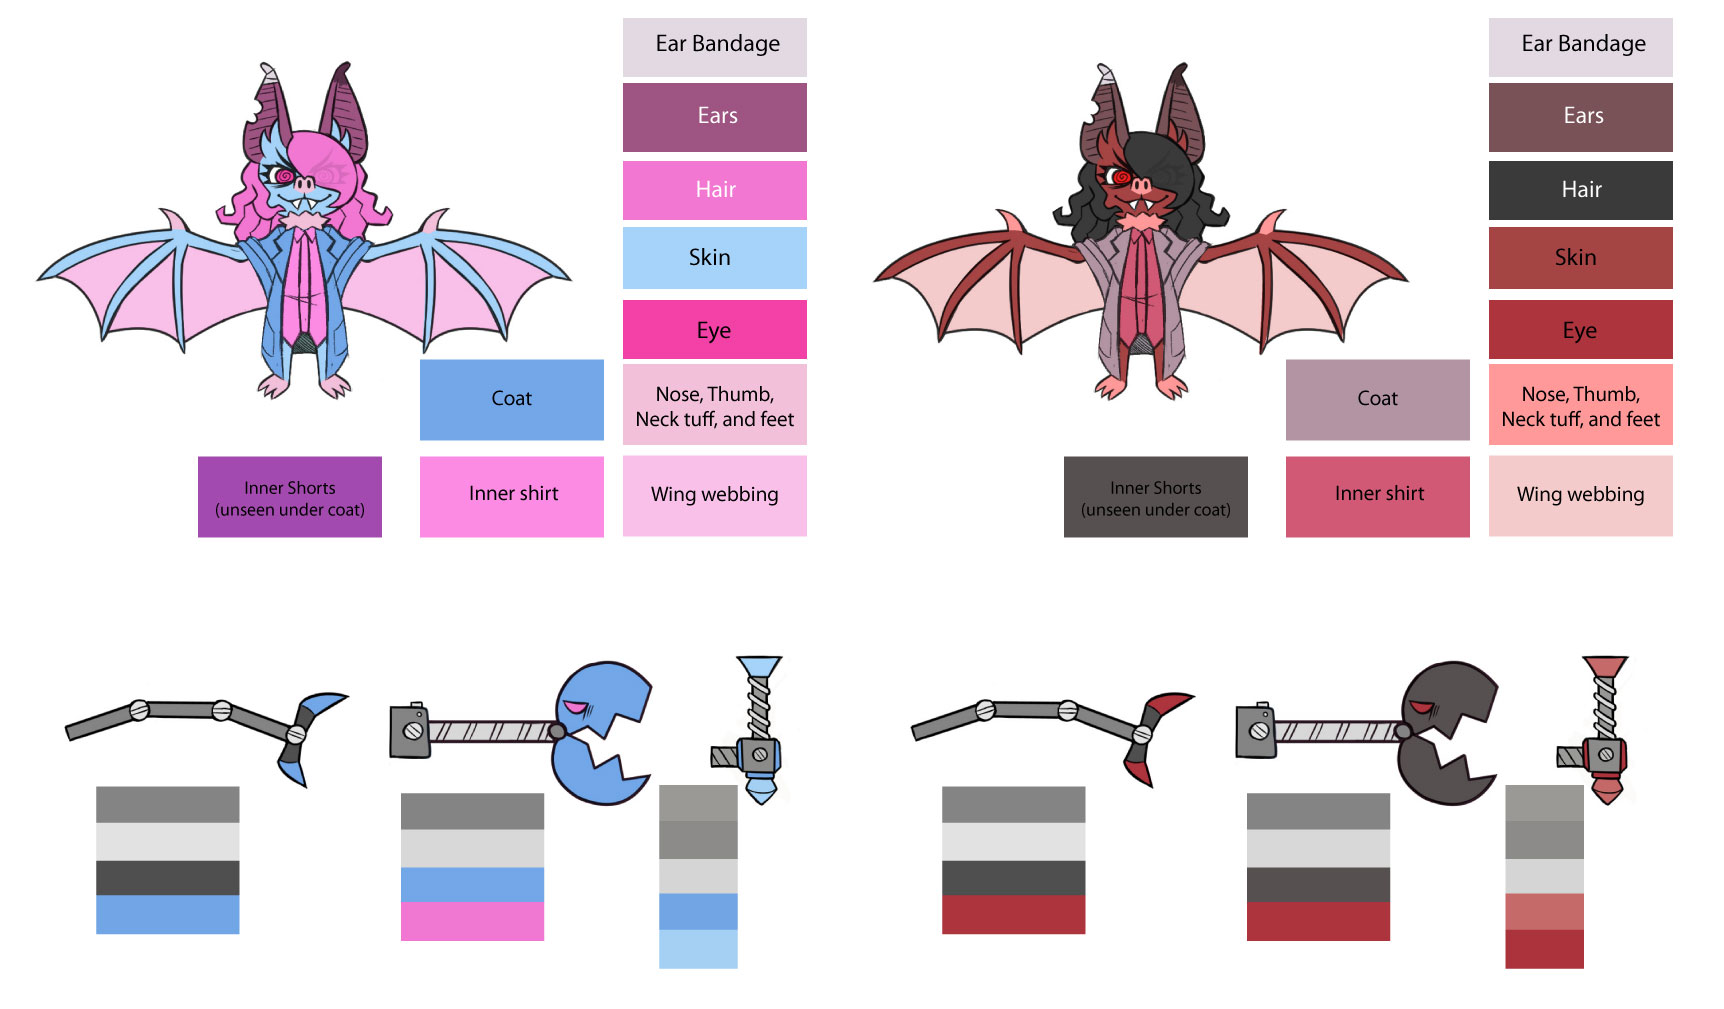 Ear Bandage
Ears
Hair
Skin
Eye
Coat
Nose, Thumb,
Neck tuff, and feet
Inner Shorts
(unseen under coat)
Inner shirt
Wing webbing
Ear Bandage
Ears
Hair
Skin
Eye
Coat
Nose, Thumb,
Neck tuff, and feet
Inner Shorts
(unseen under coat)
Inner shirt
Wing webbing